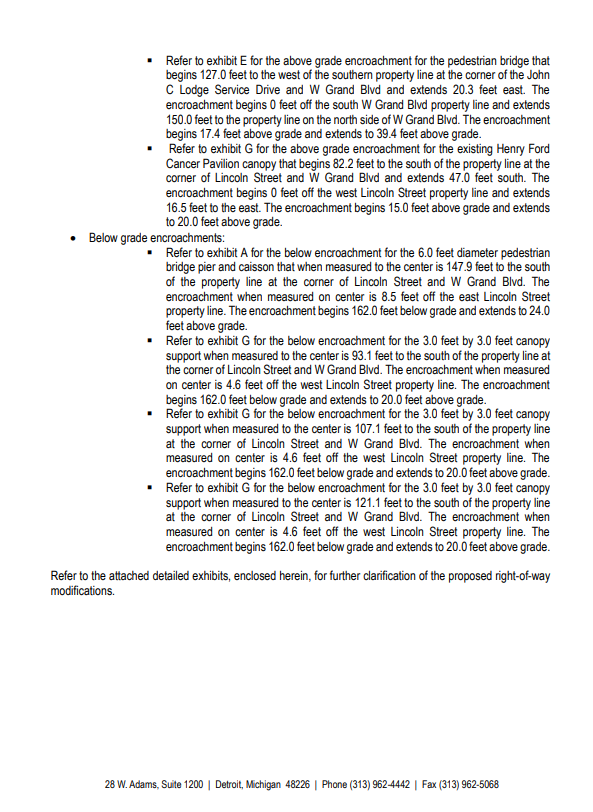 ▪ Refer to exhibit E for the above grade encroachment for the pedestrian bridge that
begins 127.0 feet to the west of the southern property line at the corner of the John
C Lodge Service Drive and W Grand Blvd and extends 20.3 feet east. The
encroachment begins 0 feet off the south W Grand Blvd property line and extends
150.0 feet to the property line on the north side of W Grand Blvd. The encroachment
begins 17.4 feet above grade and extends to 39.4 feet above grade.
▪ Refer to exhibit G for the above grade encroachment for the existing Henry Ford
Cancer Pavilion canopy that begins 82.2 feet to the south of the property line at the
corner of Lincoln Street and W Grand Blvd and extends 47.0 feet south. The
encroachment begins 0 feet off the west Lincoln Street property line and extends
16.5 feet to the east. The encroachment begins 15.0 feet above grade and extends
to 20.0 feet above grade.
• Below grade encroachments:
▪ Refer to exhibit A for the below encroachment for the 6.0 feet diameter pedestrian
bridge pier and caisson that when measured to the center is 147.9 feet to the south
of the property line at the corner of Lincoln Street and W Grand Blvd. The
encroachment when measured on center is 8.5 feet off the east Lincoln Street
property line. The encroachment begins 162.0 feet below grade and extends to 24.0
feet above grade.
▪ Refer to exhibit G for the below encroachment for the 3.0 feet by 3.0 feet canopy
support when measured to the center is 93.1 feet to the south of the property line at
the corner of Lincoln Street and W Grand Blvd. The encroachment when measured
on center is 4.6 feet off the west Lincoln Street property line. The encroachment
begins 162.0 feet below grade and extends to 20.0 feet above grade.
▪ Refer to exhibit G for the below encroachment for the 3.0 feet by 3.0 feet canopy
support when measured to the center is 107.1 feet to the south of the property line
at the corner of Lincoln Street and W Grand Blvd. The encroachment when
measured on center is 4.6 feet off the west Lincoln Street property line. The
encroachment begins 162.0 feet below grade and extends to 20.0 feet above grade.
▪ Refer to exhibit G for the below encroachment for the 3.0 feet by 3.0 feet canopy
support when measured to the center is 121.1 feet to the south of the property line
at the corner of Lincoln Street and W Grand Blvd. The encroachment when
measured on center is 4.6 feet off the west Lincoln Street property line. The
encroachment begins 162.0 feet below grade and extends to 20.0 feet above grade.
Refer to the attached detailed exhibits, enclosed herein, for further clarification of the proposed right-of-way
modifications.
28 W. Adams, Suite 1200 | Detroit, Michigan 48226 | Phone (313) 962-4442 | Fax (313) 962-5068